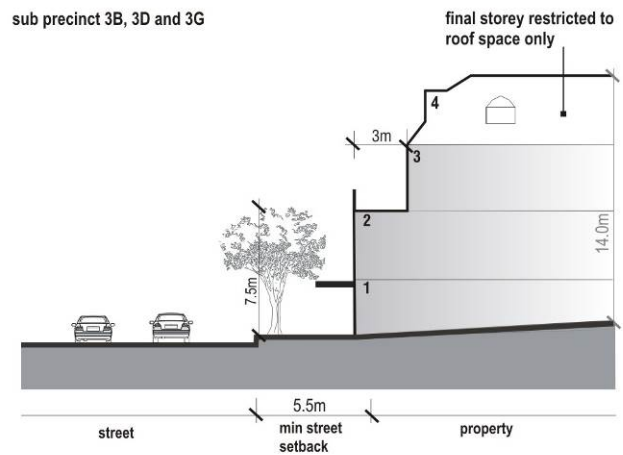 sub precinct 3B, 3D and 3G
final storey restricted to
roof space only
4
3m
3
2
14.0m
7.5m
1
5.5m
street
min street
setback
property